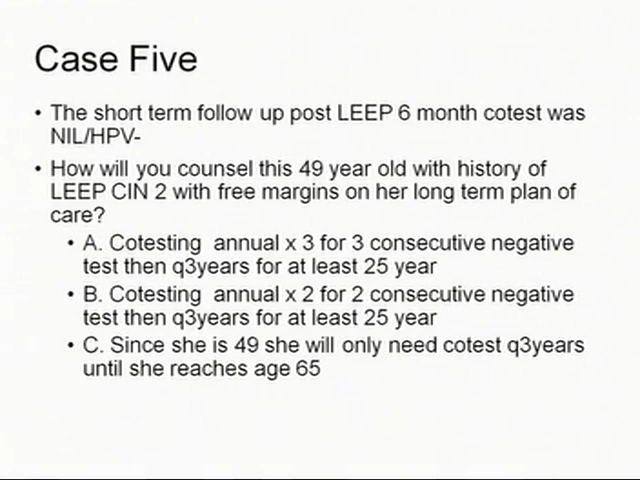 Case Five
• The short term follow up post LEEP 6 month cotest was
NIL/HPV-
• How will you counsel this 49 year old with history of
LEEP CIN 2 with free margins on her long term plan of
care?
• A. Cotesting annual x 3 for 3 consecutive negative
test then q3years for at least 25 year
• B. Cotesting annual x 2 for 2 consecutive negative
test then q3years for at least 25 year
• C. Since she is 49 she will only need cotest q3years
until she reaches age 65